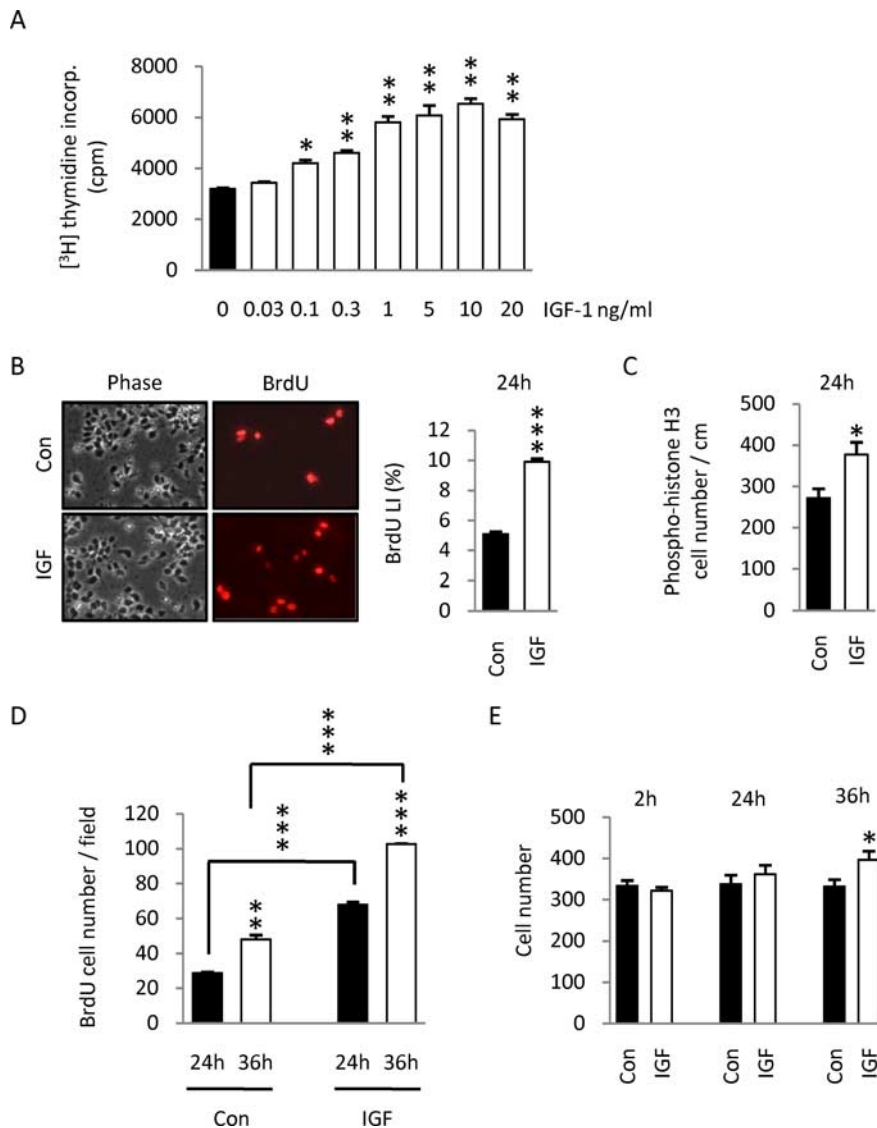 A
[³H] thymidine incorp.
(cpm)
8000
6000
4000
2000
0
**
**
**
**
**
*
0 0.03 0.1 0.3 1 5 10 20 IGF-1 ng/ml
B
Phase BrdU
Con
IGF
24h
BrdU LI (%)
12
10
8
6
4
2
0
***
Con
IGF
C
24h
Phospho-histone H3
cell number / cm
500
400
300
200
100
0
*
Con
IGF
D
BrdU cell number / field
120
100
80
60
40
20
0
***
***
***
**
24h 36h 24h 36h
Con IGF
E
2h 24h 36h
Cell number
500
400
300
200
100
0
*
Con
IGF
Con
IGF
Con
IGF